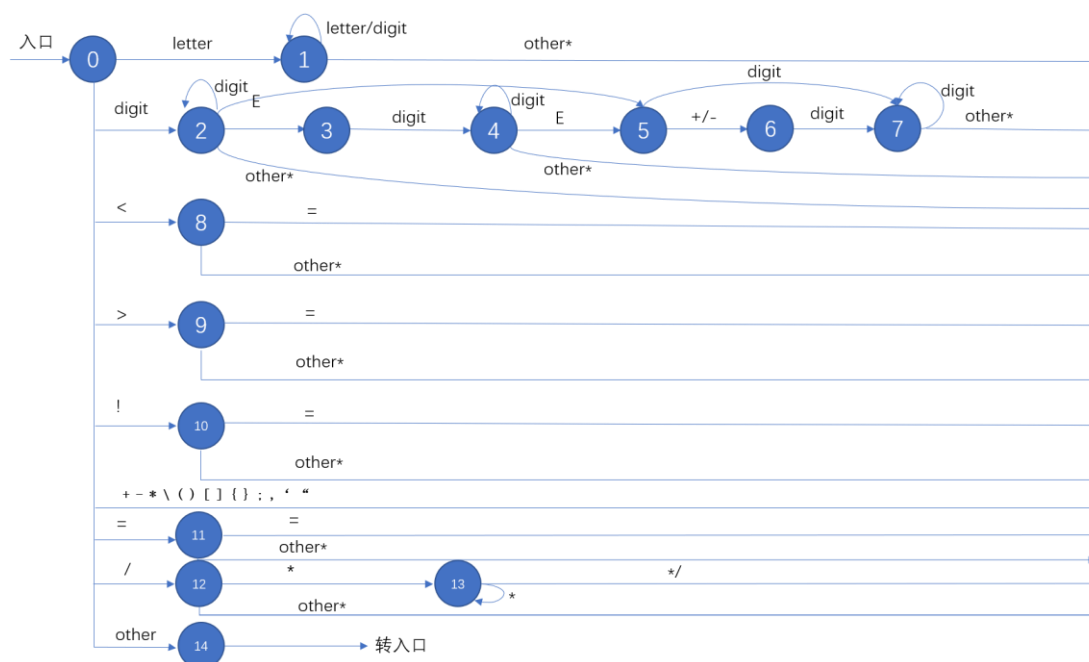 letter/digit
入口 0 letter 1 other*
digit
digit digit digit
digit 2 E 3 digit 4 E 5 +/- 6 digit 7 other*
other* other*
< 8 =
other*
> 9 =
other*
! 10 =
other*
+ - * \ ( ) [ ] { } ; , ‘ “
= 11 =
other*
/ 12 * 13 */
other* *
other 14 转入口